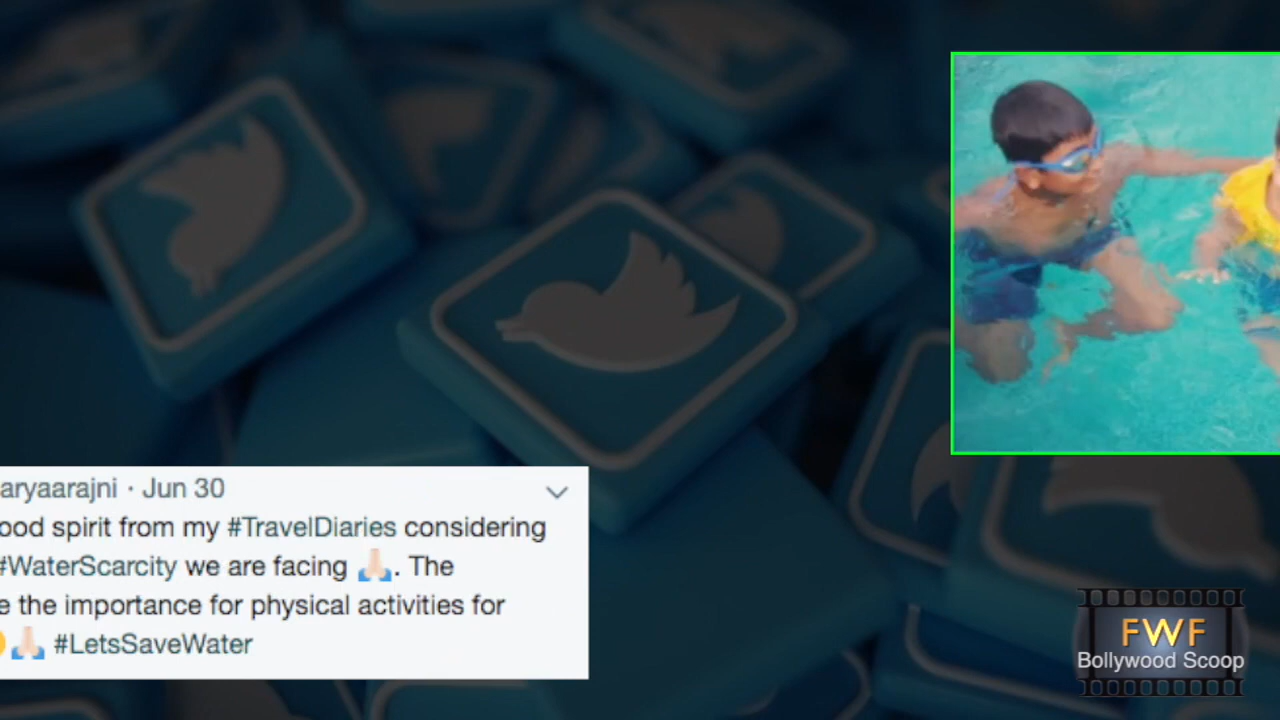 aryaarajni · Jun 30
ood spirit from my #TravelDiaries considering
#WaterScarcity we are facing 🙏🏻. The
e the importance for physical activities for
🙏🏻 #LetsSaveWater
FWF
Bollywood Scoop